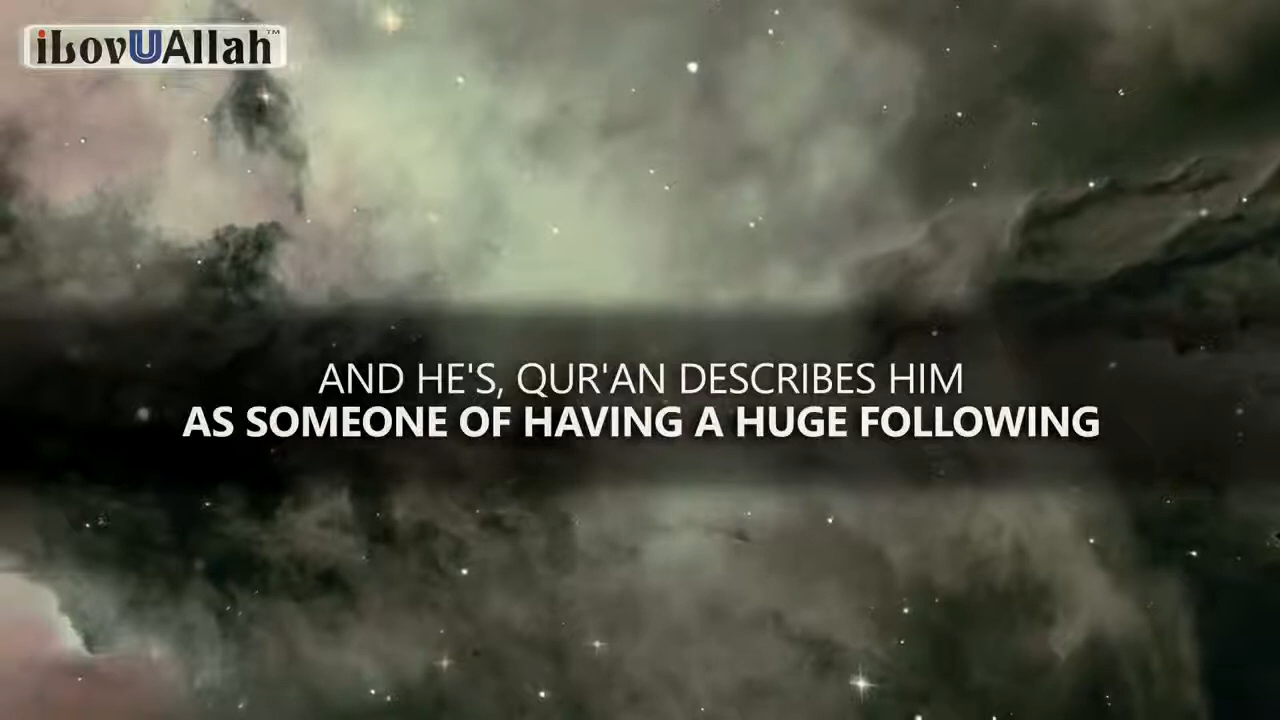 iLovUAllah™
AND HE'S, QUR'AN DESCRIBES HIM
AS SOMEONE OF HAVING A HUGE FOLLOWING